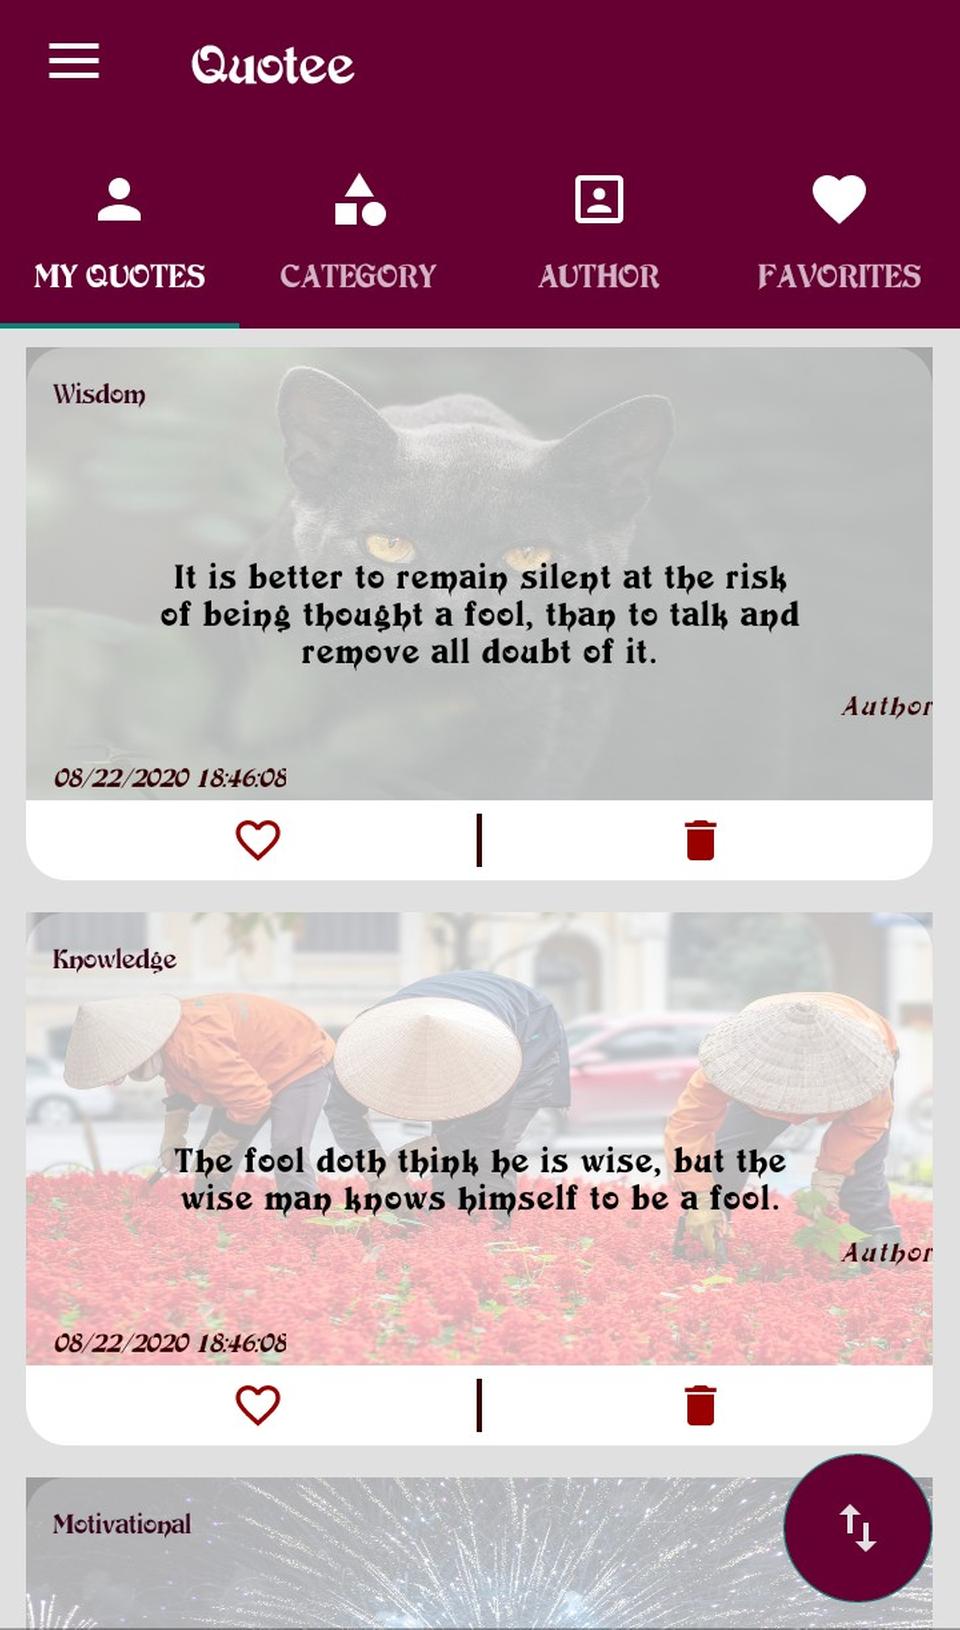 Quotee
MY QUOTES
CATEGORY
AUTHOR
FAVORITES
Wisdom
It is better to remain silent at the risk
of being thought a fool, than to talk and
remove all doubt of it.
Author
08/22/2020 18:46:08
Knowledge
The fool doth think he is wise, but the
wise man knows himself to be a fool.
Author
08/22/2020 18:46:08
Motivational